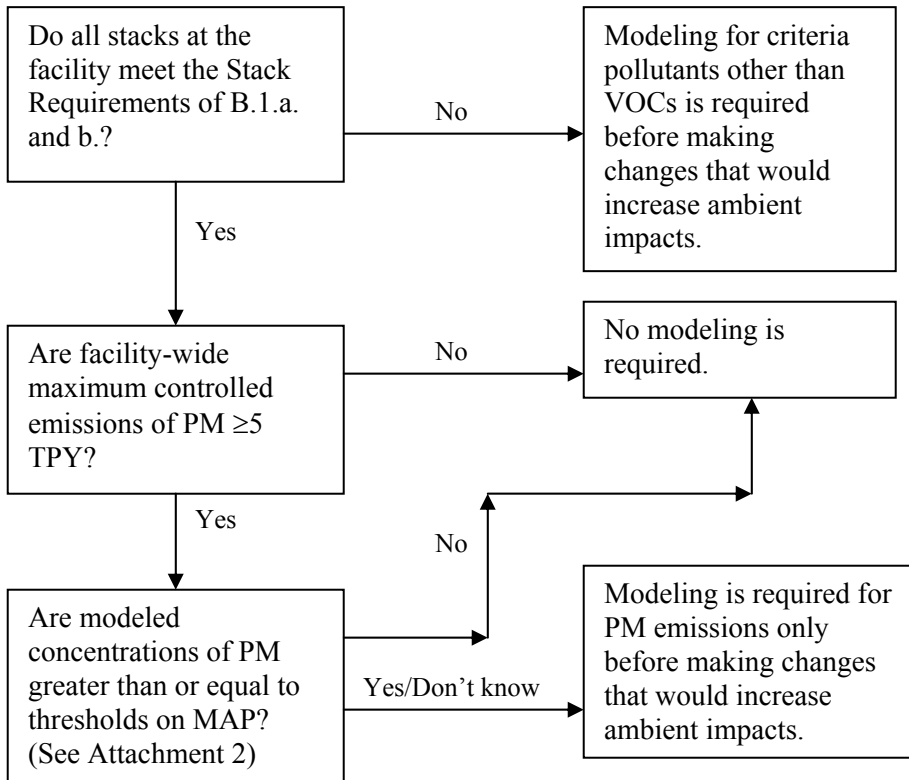 Do all stacks at the
facility meet the Stack
Requirements of B.1.a.
and b.?
No
Modeling for criteria
pollutants other than
VOCs is required
before making
changes that would
increase ambient
impacts.
Yes
Are facility-wide
maximum controlled
emissions of PM ≥5
TPY?
No
No modeling is
required.
Yes
No
Are modeled
concentrations of PM
greater than or equal to
thresholds on MAP?
(See Attachment 2)
Yes/Don’t know
Modeling is required for
PM emissions only
before making changes
that would increase
ambient impacts.